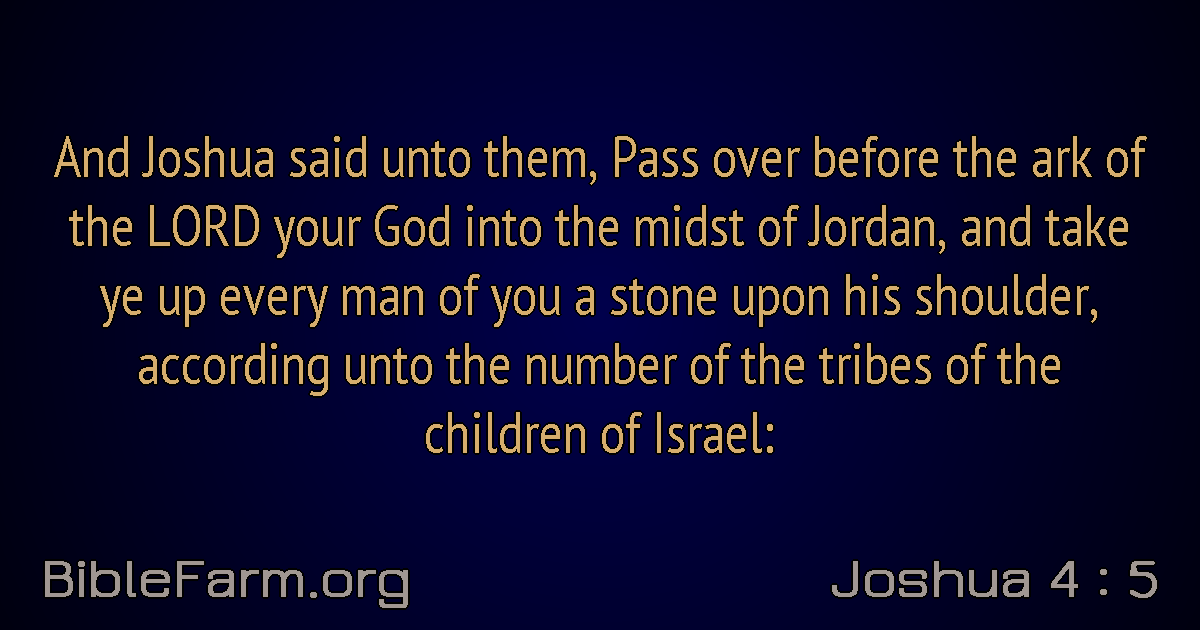 And Joshua said unto them, Pass over before the ark of
the LORD your God into the midst of Jordan, and take
ye up every man of you a stone upon his shoulder,
according unto the number of the tribes of the
children of Israel:
BibleFarm.org
Joshua 4 : 5